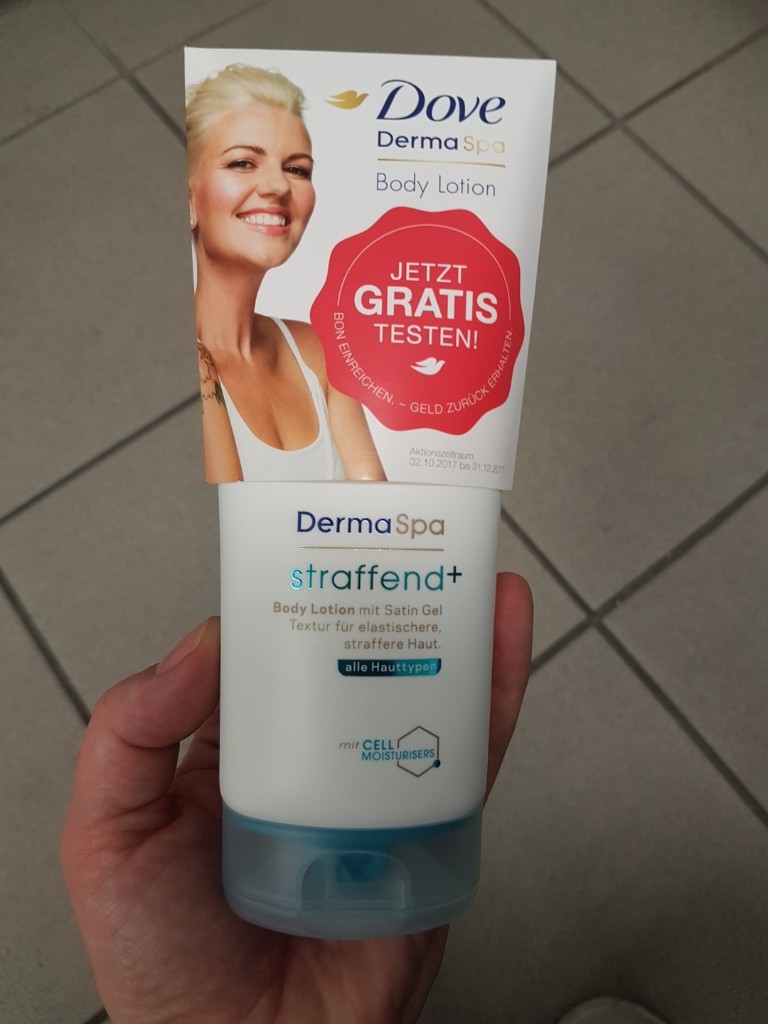 Dove
DermaSpa
Body Lotion
JETZT
GRATIS
TESTEN!
BON EINREICHEN. – GELD ZURÜCK ERHALTEN.
Aktionszeitraum
02.10.2017 bis 31.12.2017
DermaSpa
straffend+
Body Lotion mit Satin Gel
Textur für elastischere,
straffere Haut.
alle Hauttypen
mit CELL
MOISTURISERS